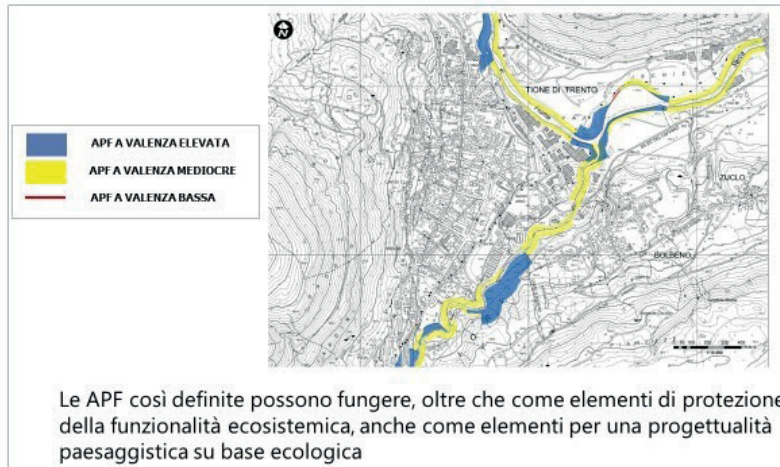 APF A VALENZA ELEVATA
APF A VALENZA MEDIOCRE
APF A VALENZA BASSA
N
TIONE DI TRENTO
ZUCLO
BOLBENO
Le APF così definite possono fungere, oltre che come elementi di protezione
della funzionalità ecosistemica, anche come elementi per una progettualità
paesaggistica su base ecologica